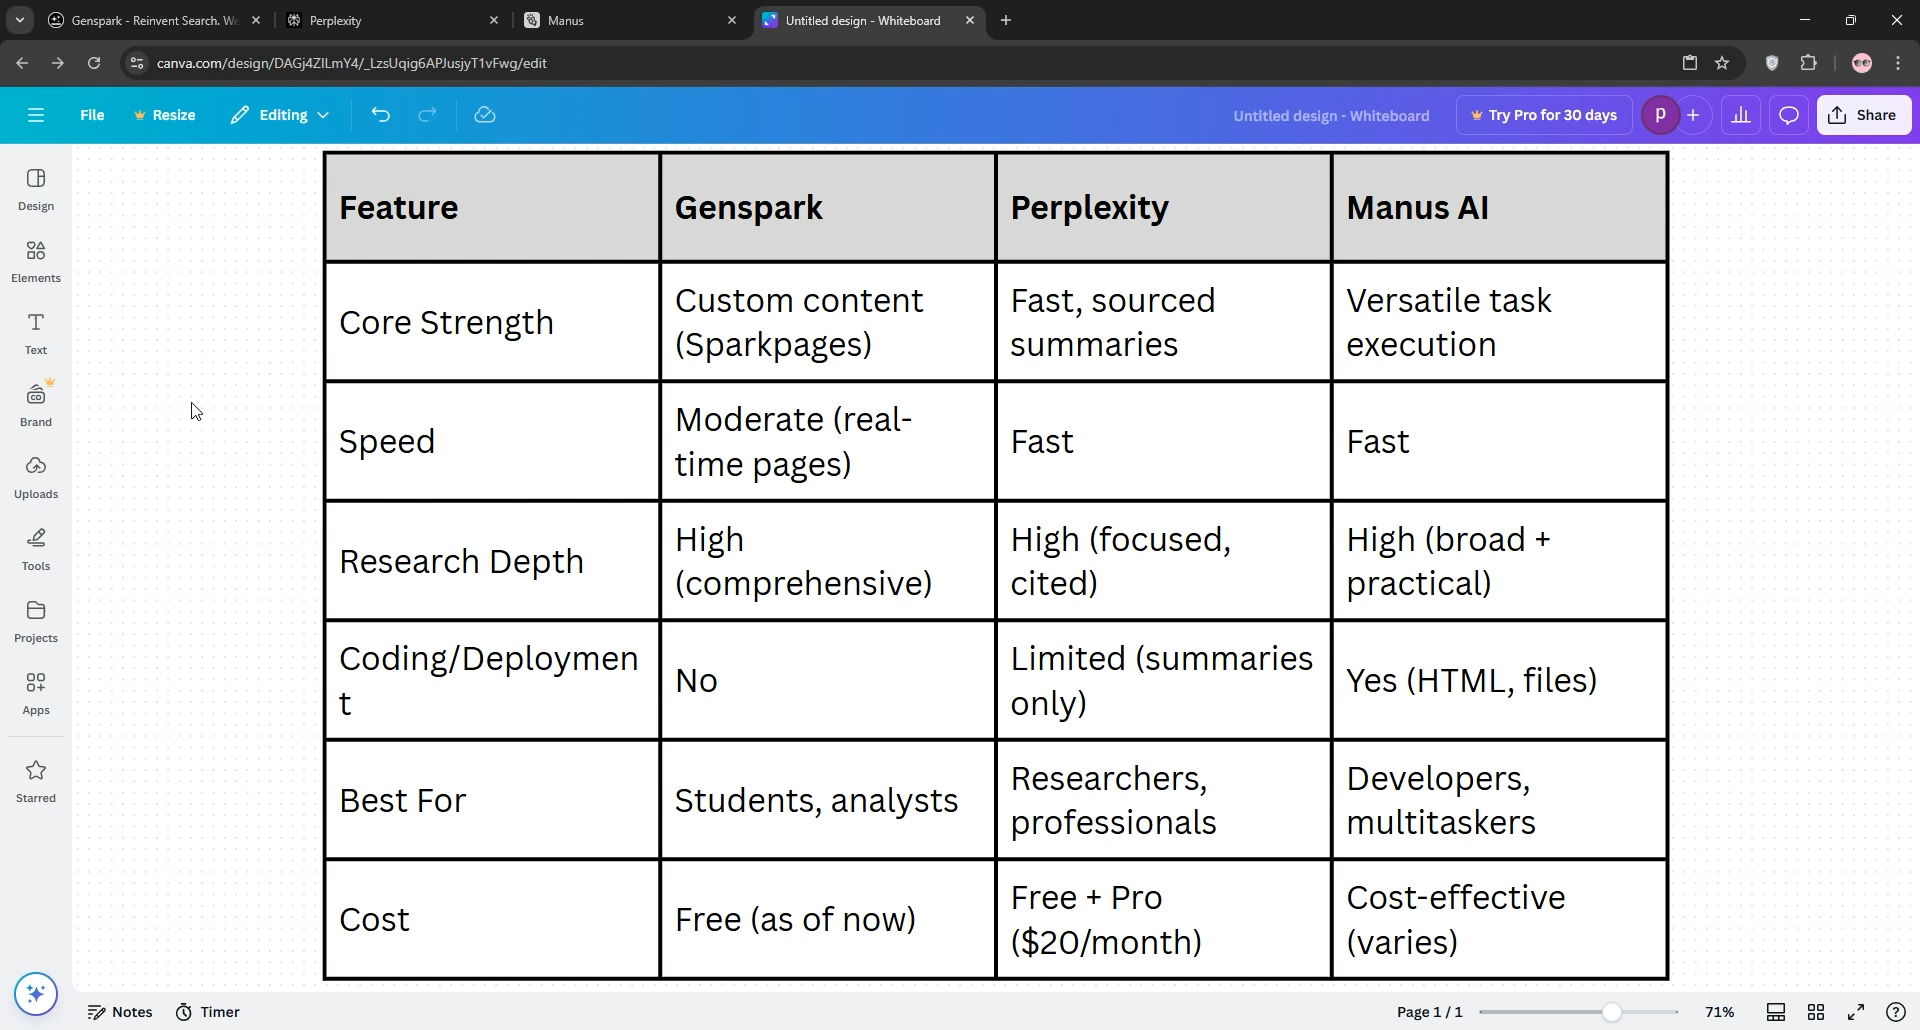 Genspark - Reinvent Search. We
Perplexity
Manus
Untitled design - Whiteboard
canva.com/design/DAGj4ZILmY4/_LzsUqig6APJusjyT1vFwg/edit
File
Resize
Editing
Untitled design - Whiteboard
Try Pro for 30 days
P
Share
Design
Elements
Text
Brand
Uploads
Tools
Projects
Apps
Starred
Feature
Genspark
Perplexity
Manus AI
Core Strength
Custom content
(Sparkpages)
Fast, sourced
summaries
Versatile task
execution
Speed
Moderate (real-
time pages)
Fast
Fast
Research Depth
High
(comprehensive)
High (focused,
cited)
High (broad +
practical)
Coding/Deploymen
t
No
Limited (summaries
only)
Yes (HTML, files)
Best For
Students, analysts
Researchers,
professionals
Developers,
multitaskers
Cost
Free (as of now)
Free + Pro
($20/month)
Cost-effective
(varies)
Notes
Timer
Page 1 / 1
71%